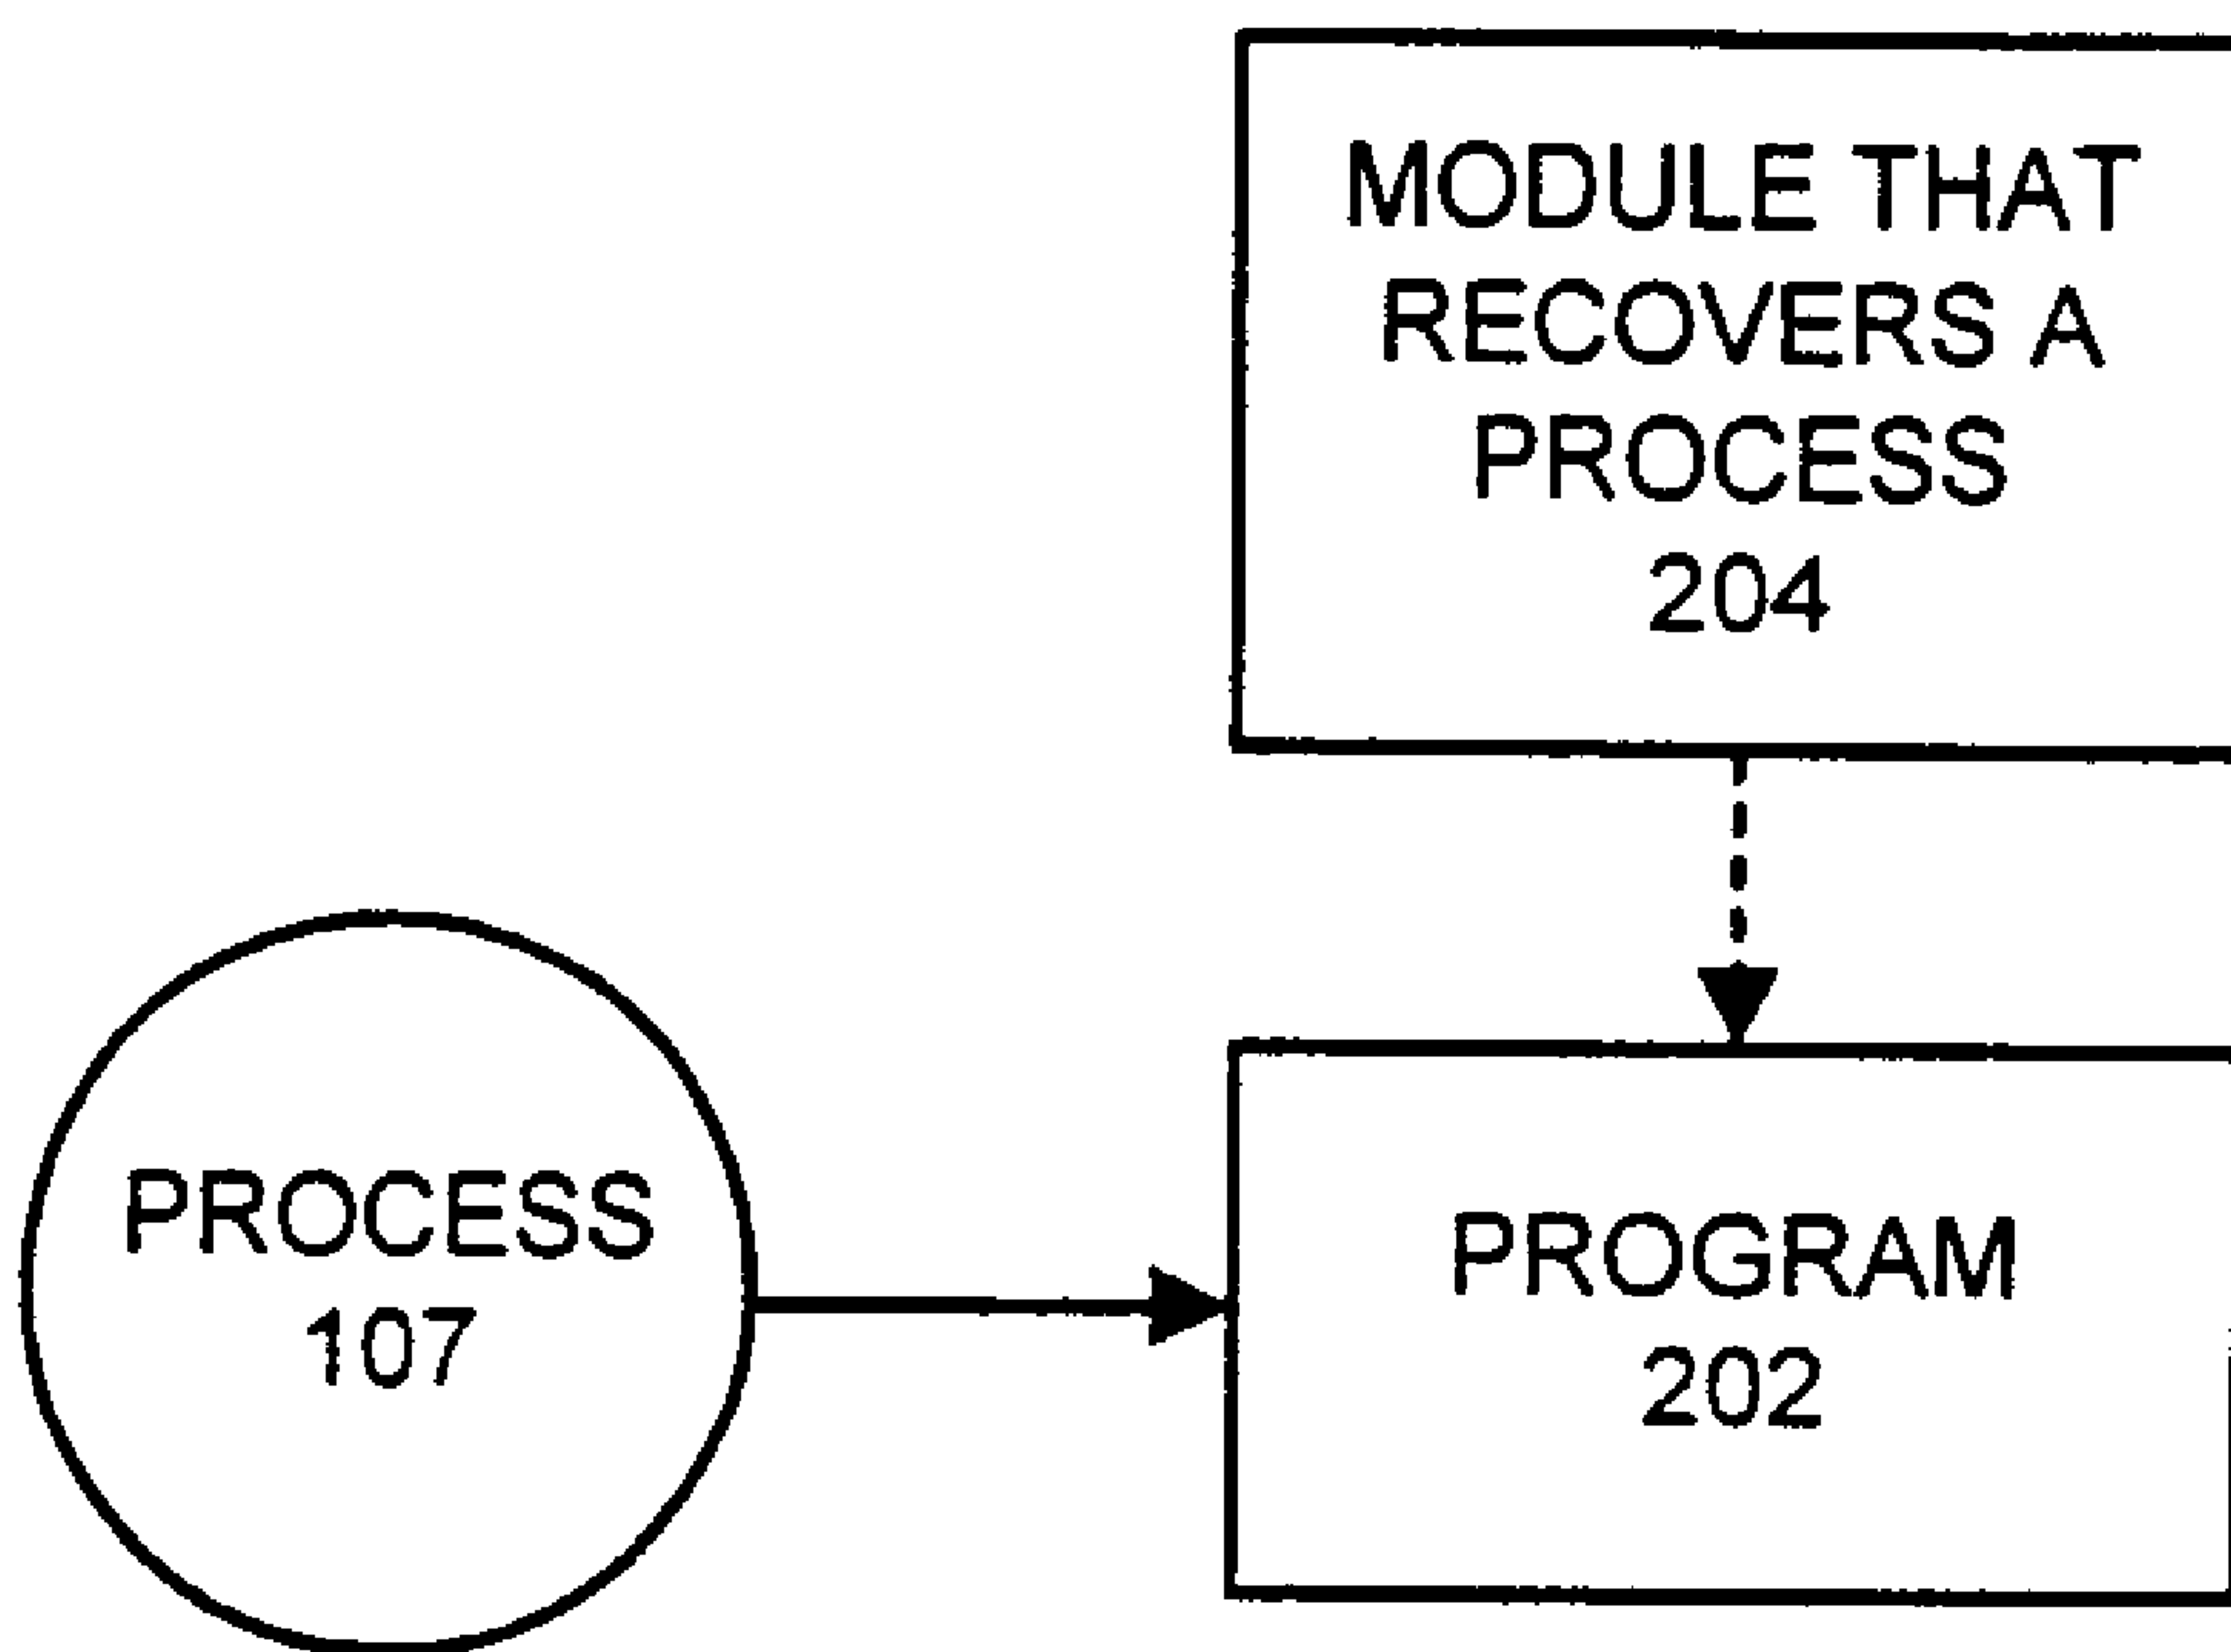 MODULE THAT
RECOVERS A
PROCESS
204
PROCESS
107
PROGRAM
202